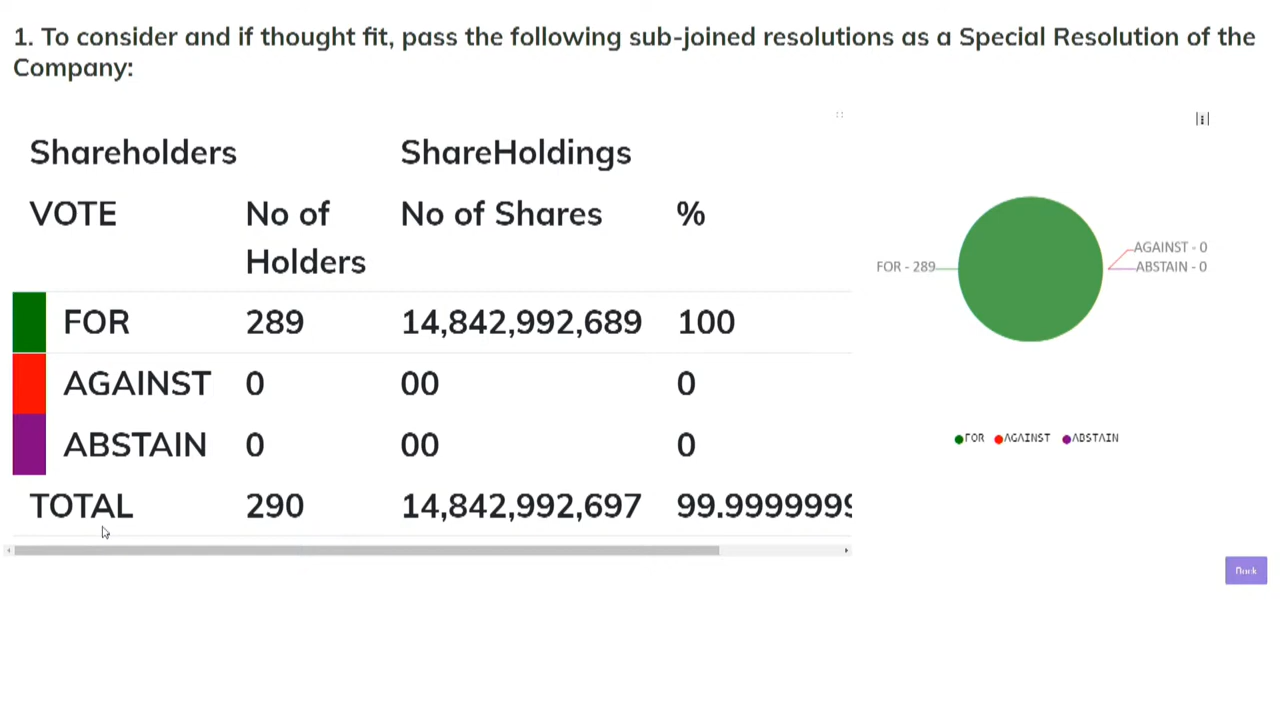 1. To consider and if thought fit, pass the following sub-joined resolutions as a Special Resolution of the
Company:
Shareholders ShareHoldings
VOTE No of Holders No of Shares %
FOR 289 14,842,992,689 100
AGAINST 0 00 0
ABSTAIN 0 00 0
TOTAL 290 14,842,992,697 99.9999999
FOR - 289
AGAINST - 0
ABSTAIN - 0
FOR AGAINST ABSTAIN